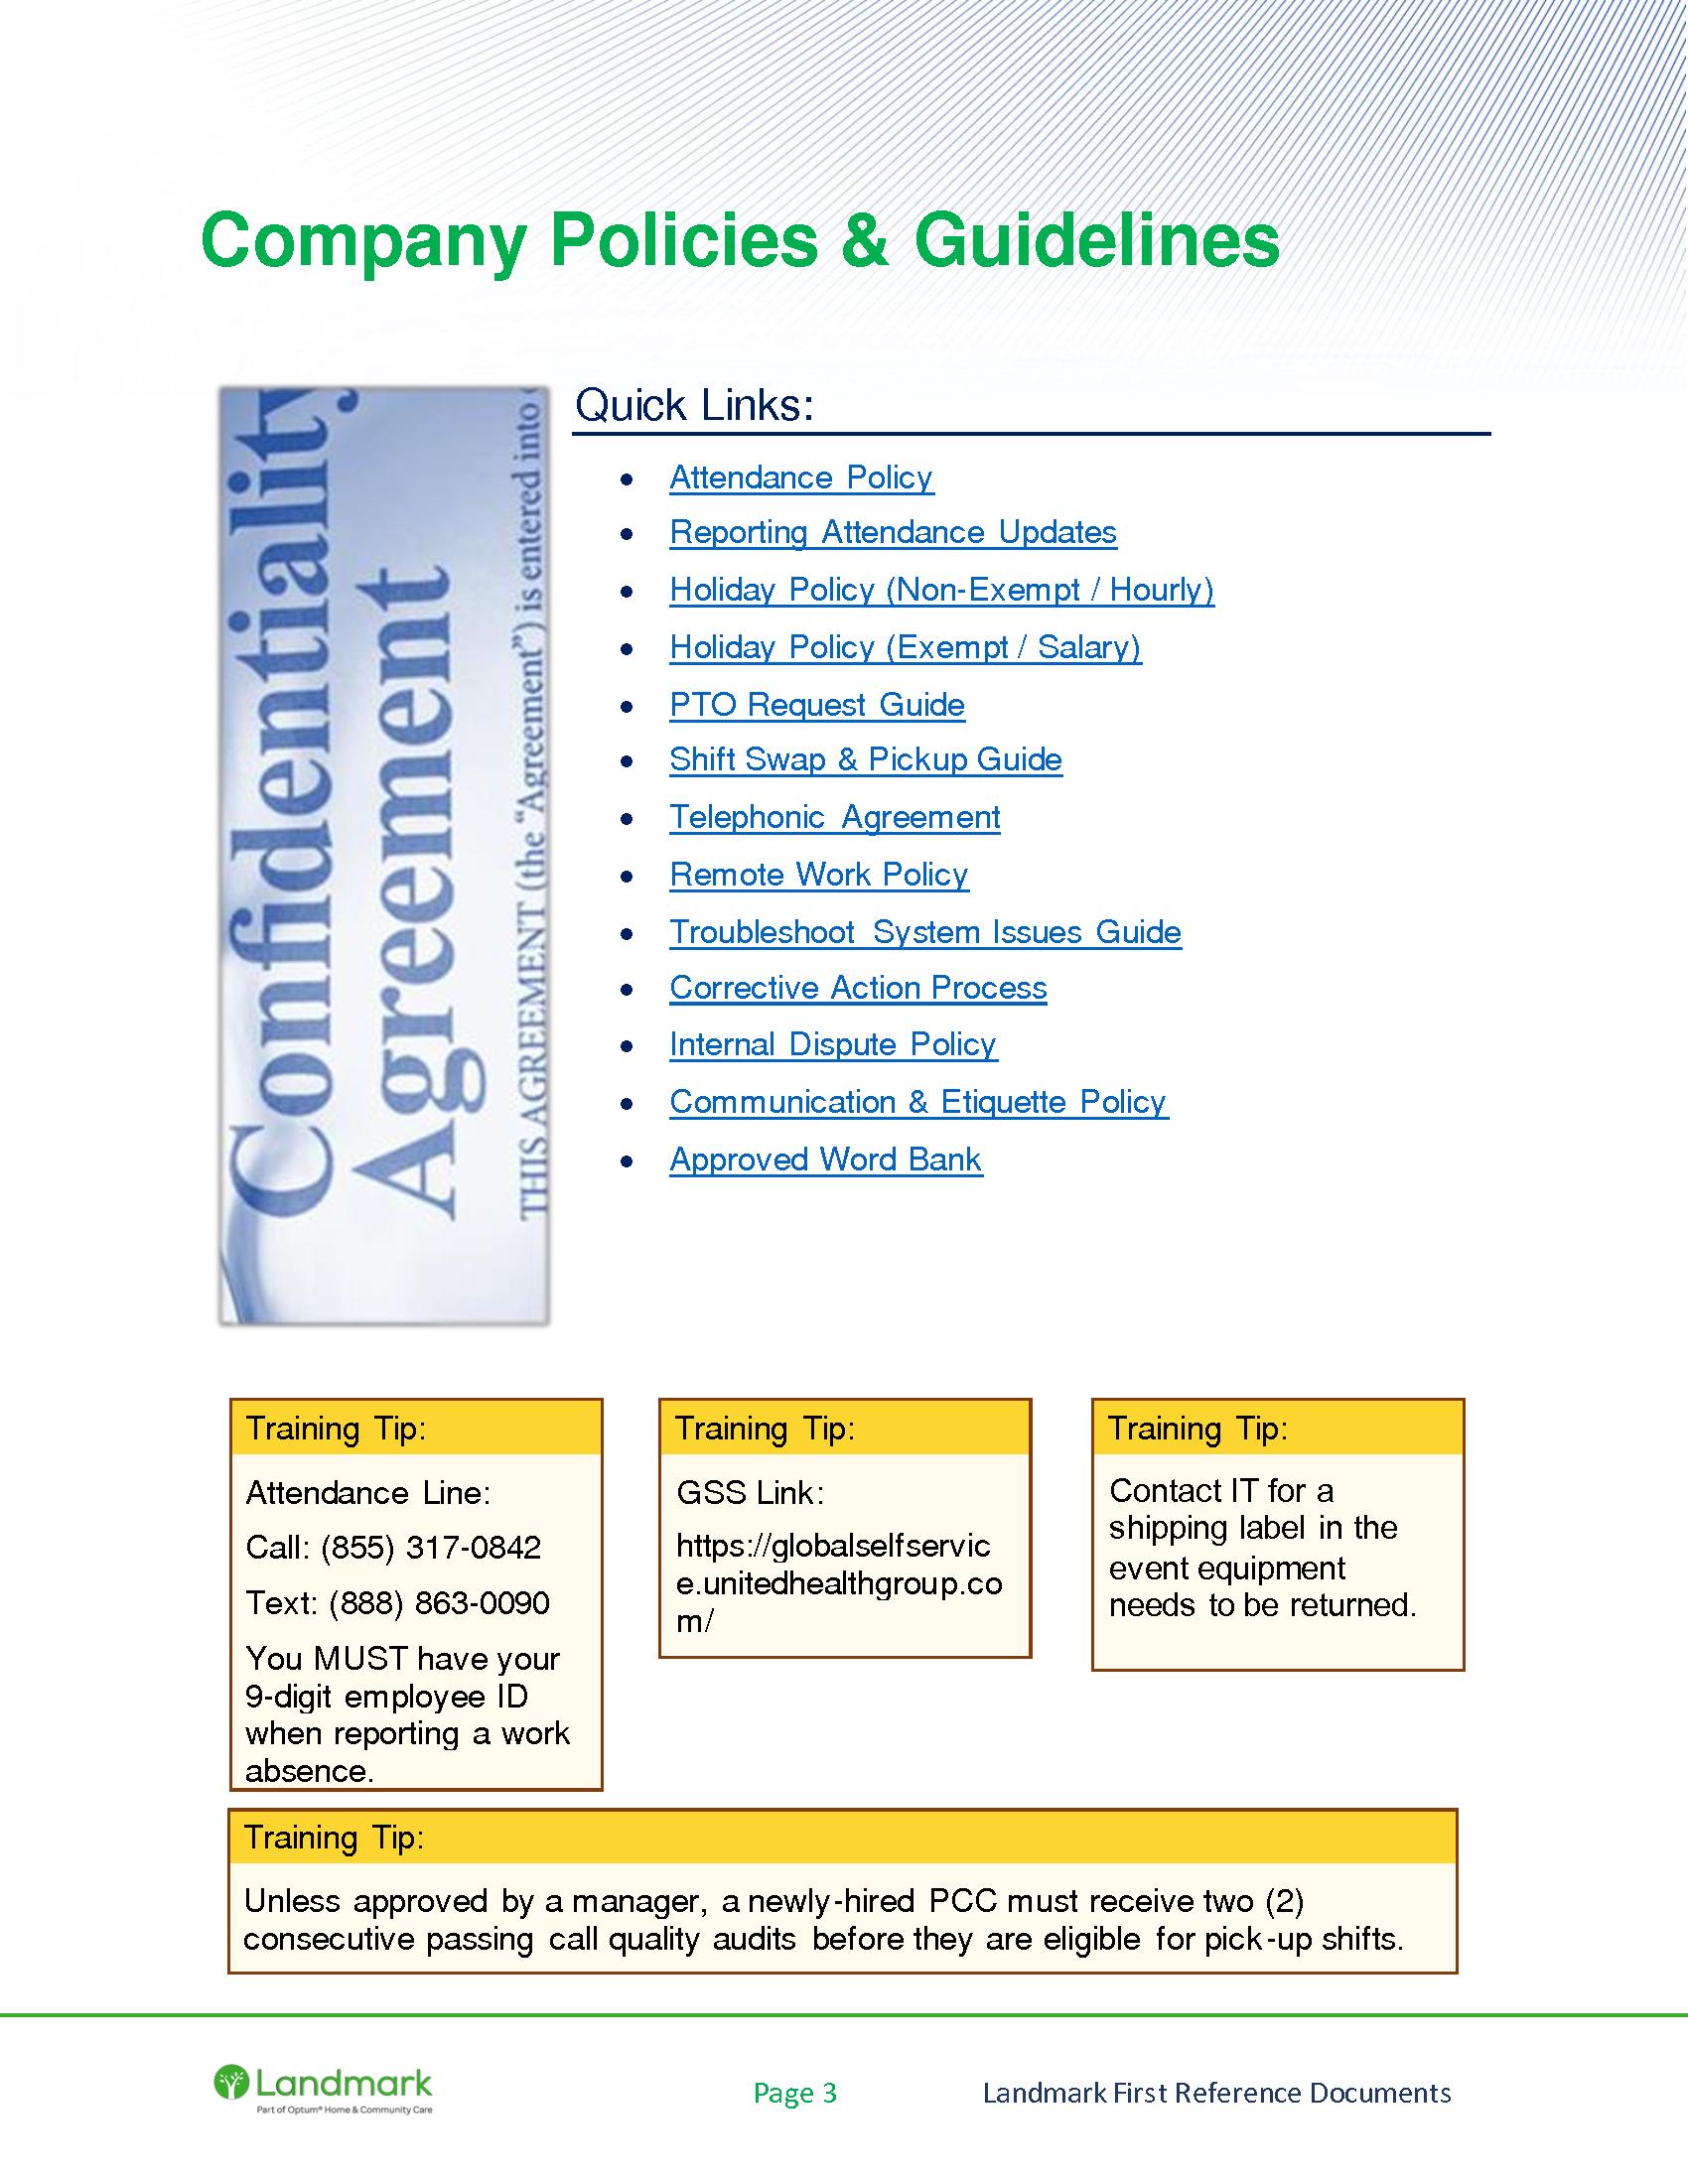 Company Policies & Guidelines
Confidentiality
Agreement
THIS AGREEMENT (the “Agreement”) is entered into
Quick Links:
• Attendance Policy
• Reporting Attendance Updates
• Holiday Policy (Non-Exempt / Hourly)
• Holiday Policy (Exempt / Salary)
• PTO Request Guide
• Shift Swap & Pickup Guide
• Telephonic Agreement
• Remote Work Policy
• Troubleshoot System Issues Guide
• Corrective Action Process
• Internal Dispute Policy
• Communication & Etiquette Policy
• Approved Word Bank
Training Tip:
Attendance Line:
Call: (855) 317-0842
Text: (888) 863-0090
You MUST have your
9-digit employee ID
when reporting a work
absence.
Training Tip:
GSS Link:
https://globalselfservic
e.unitedhealthgroup.co
m/
Training Tip:
Contact IT for a
shipping label in the
event equipment
needs to be returned.
Training Tip:
Unless approved by a manager, a newly-hired PCC must receive two (2)
consecutive passing call quality audits before they are eligible for pick-up shifts.
Landmark
Part of Optum® Home & Community Care
Page 3
Landmark First Reference Documents